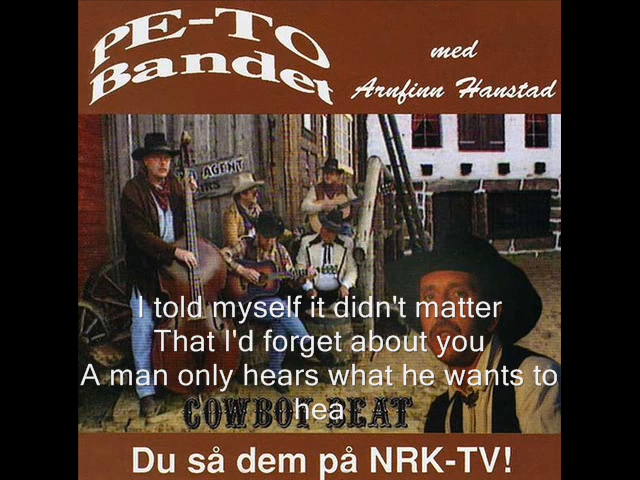 PE-TO
Bandet
med
Arnfinn Hanstad
AGENT
I told myself it didn't matter
That I'd forget about you
A man only hears what he wants to
hea
COWBOY BEAT
Du så dem på NRK-TV!